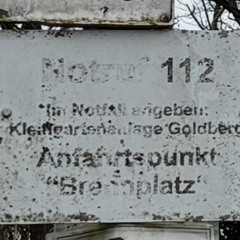 Notruf 112
*Im Notfall angeben:
Kleingartenanlage Goldberg
Anfahrtspunkt
"Brennplatz"